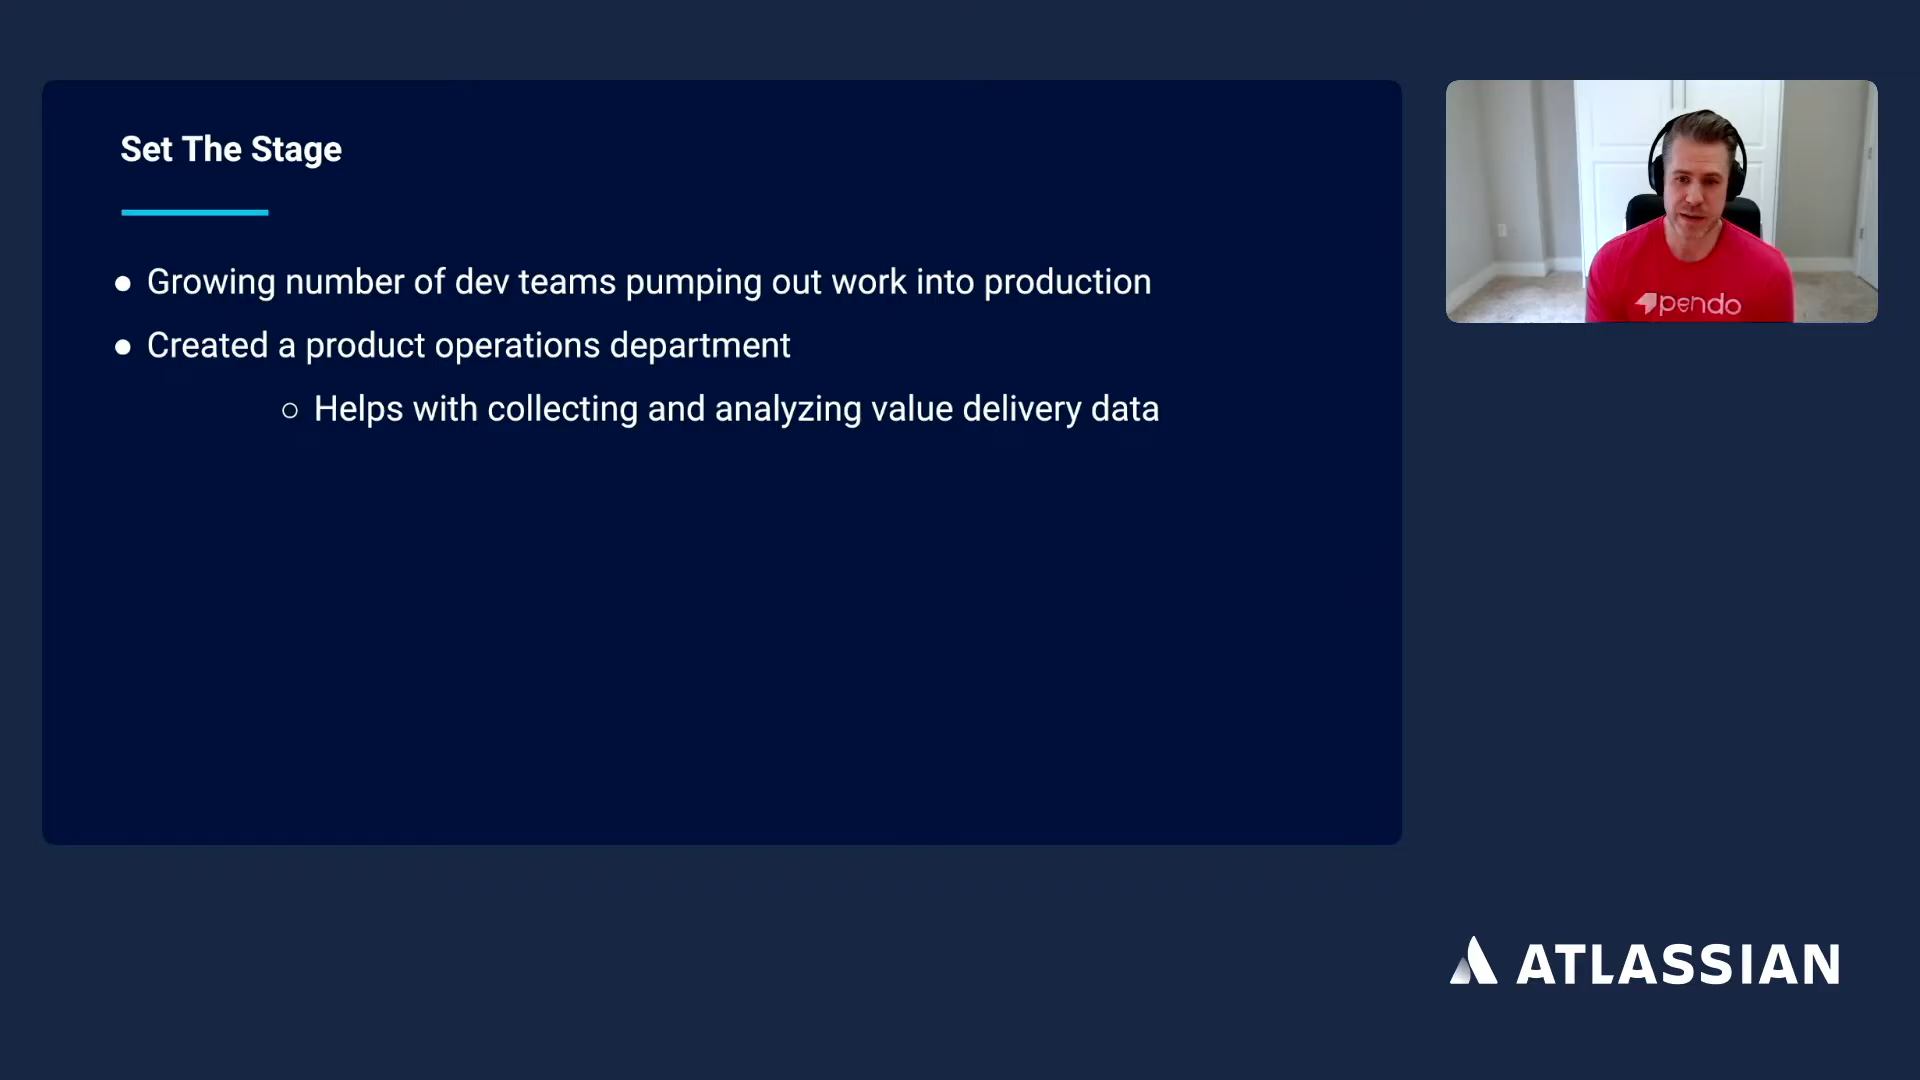 Set The Stage
● Growing number of dev teams pumping out work into production
● Created a product operations department
○ Helps with collecting and analyzing value delivery data
pendo
ATLASSIAN